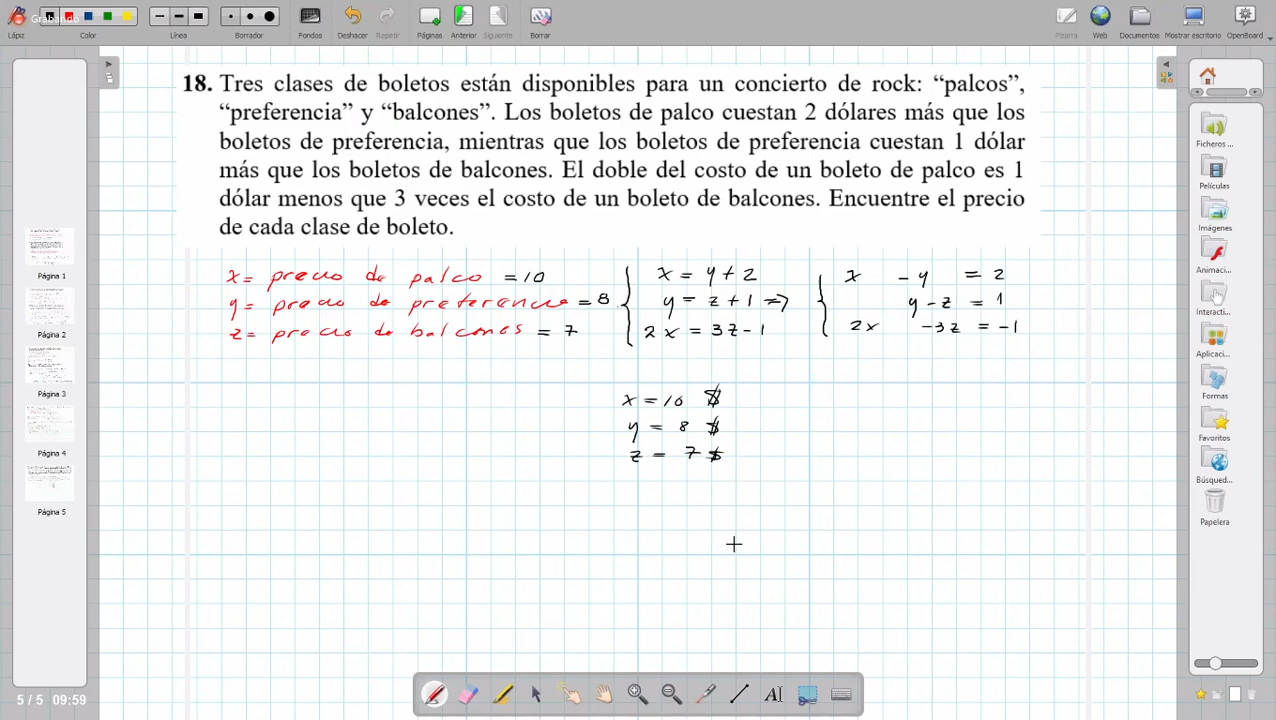 Grabando
Lápiz
Color
Línea
Borrador
Fondos
Deshacer
Repetir
Páginas
Anterior
Siguiente
Borrar
Pizarra
Web
Documentos
Mostrar escritorio
OpenBoard
18. Tres clases de boletos están disponibles para un concierto de rock: “palcos”,
“preferencia” y “balcones”. Los boletos de palco cuestan 2 dólares más que los
boletos de preferencia, mientras que los boletos de preferencia cuestan 1 dólar
más que los boletos de balcones. El doble del costo de un boleto de palco es 1
dólar menos que 3 veces el costo de un boleto de balcones. Encuentre el precio
de cada clase de boleto.
x = precio de palco = 10
y = precio de preferencia = 8
z = precio de balcones = 7
x = y + 2
y = z + 1 =>
2x = 3z - 1
x - y = 2
y - z = 1
2x - 3z = -1
x = 10 $
y = 8 $
z = 7 $
Página 1
Página 2
Página 3
Página 4
Página 5
5 / 5 09:59
Ficheros ...
Películas
Imágenes
Animaci...
Interacti...
Aplicaci...
Formas
Favoritos
Búsqued...
Papelera